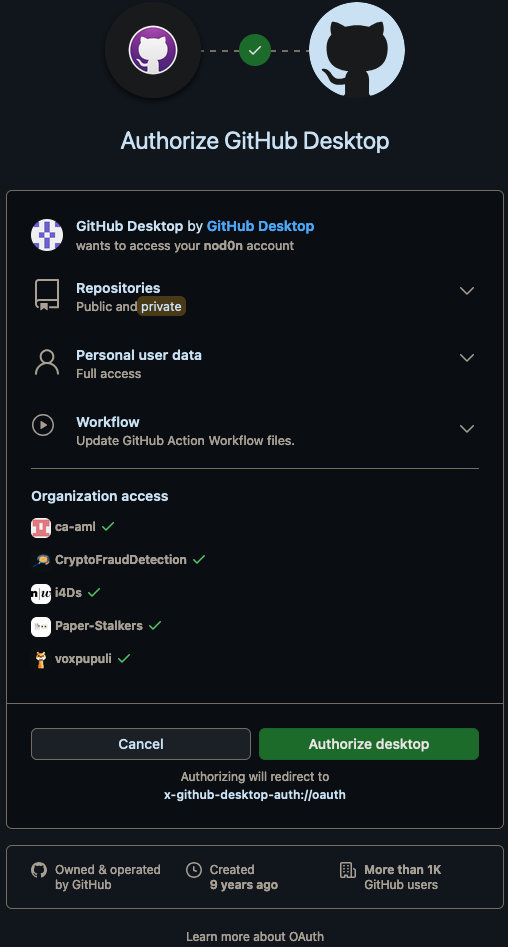 Authorize GitHub Desktop
GitHub Desktop by GitHub Desktop
wants to access your nod0n account
Repositories
Public and private
Personal user data
Full access
Workflow
Update GitHub Action Workflow files.
Organization access
ca-aml
CryptoFraudDetection
n|w i4Ds
Paper-Stalkers
voxpupuli
Cancel
Authorize desktop
Authorizing will redirect to
x-github-desktop-auth://oauth
Owned & operated
by GitHub
Created
9 years ago
More than 1K
GitHub users
Learn more about OAuth